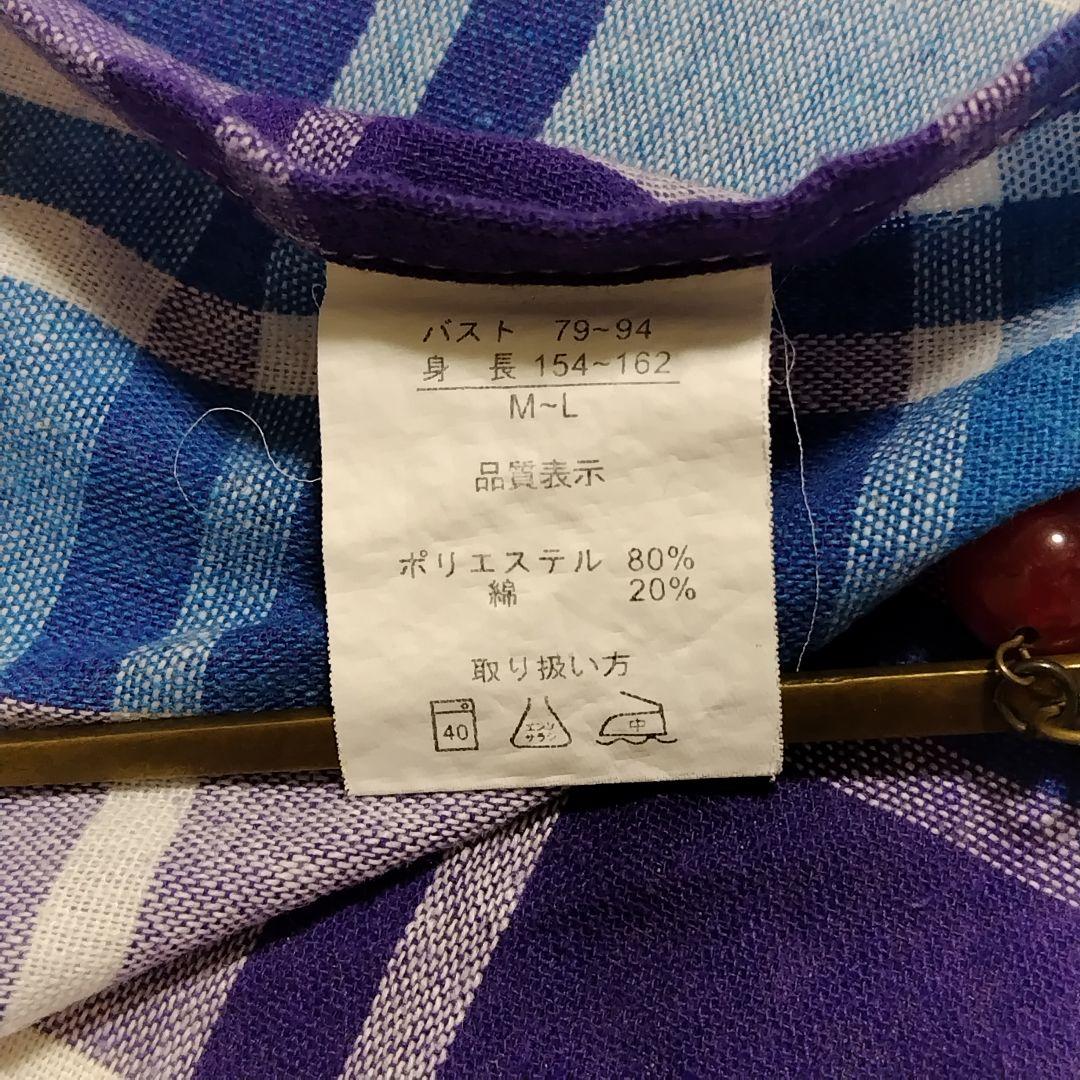 バスト 79~94
身長 154~162
M~L
品質表示
ポリエステル 80%
綿 20%
取り扱い方
40 エンソサラシ 中